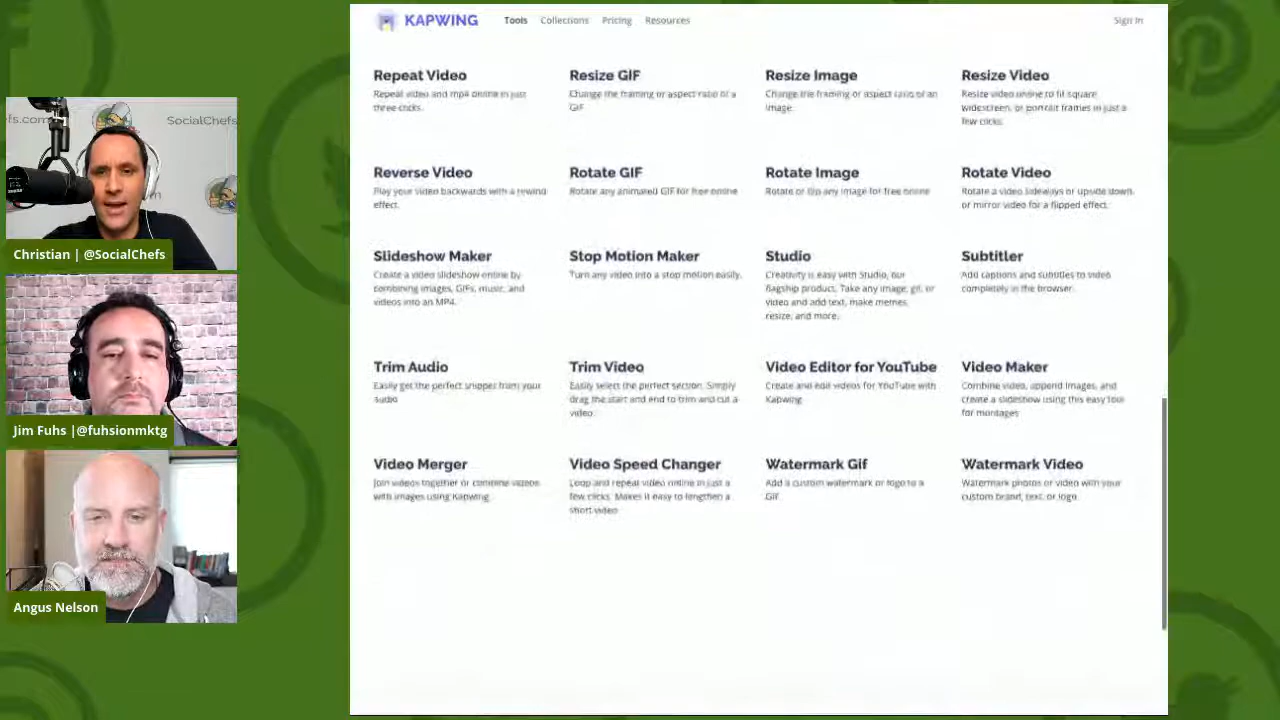 KAPWING Tools Collections Pricing Resources Sign In
Repeat Video
Repeat video and mp4 online in just
three clicks.
Resize GIF
Change the framing or aspect ratio of a
GIF
Resize Image
Change the framing or aspect ratio of an
image.
Resize Video
Resize video online to fit square,
widescreen, or portrait frames in just a
few clicks.
Reverse Video
Play your video backwards with a rewind
effect.
Rotate GIF
Rotate any animated GIF for free online
Rotate Image
Rotate or flip any image for free online
Rotate Video
Rotate a video sideways or upside down,
or mirror video for a flipped effect.
Slideshow Maker
Create a video slideshow online by
combining images, GIFs, music, and
videos into an MP4.
Stop Motion Maker
Turn any video into a stop motion easily.
Studio
Creativity is easy with Studio, our
flagship product. Take any image, gif, or
video and add text, make memes,
resize, and more.
Subtitler
Add captions and subtitles to video
completely in the browser.
Trim Audio
Easily get the perfect snippet from your
audio
Trim Video
Easily select the perfect section. Simply
drag the start and end to trim and cut a
video.
Video Editor for YouTube
Create and edit videos for YouTube with
Kapwing
Video Maker
Combine video, append images, and
create a slideshow using this easy tool
for montages
Video Merger
Join videos together or combine videos
with images using Kapwing
Video Speed Changer
Loop and repeat video online in just a
few clicks. Makes it easy to lengthen a
short video
Watermark Gif
Add a custom watermark or logo to a
GIF
Watermark Video
Watermark photos or video with your
custom brand, text, or logo
fs.com
SocialChefs
Christian | @SocialChefs
Jim Fuhs |@fuhsionmktg
Angus Nelson